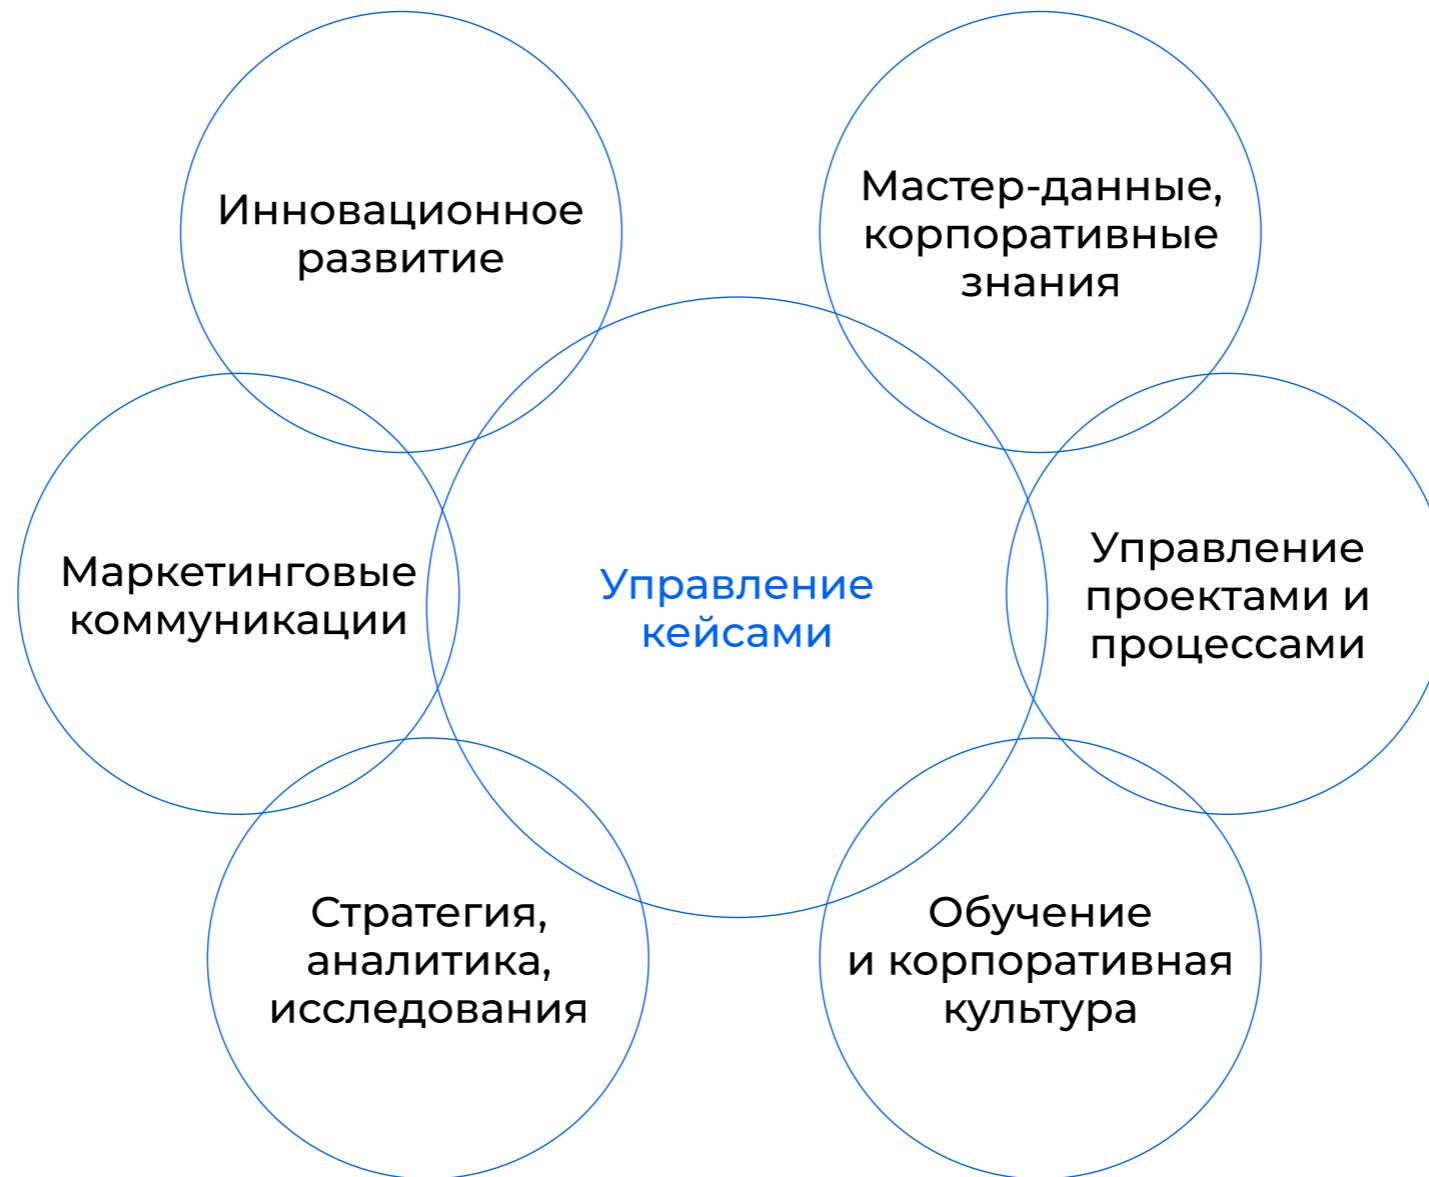 Инновационное
развитие
Мастер-данные,
корпоративные
знания
Маркетинговые
коммуникации
Управление
кейсами
Управление
проектами и
процессами
Стратегия,
аналитика,
исследования
Обучение
и корпоративная
культура